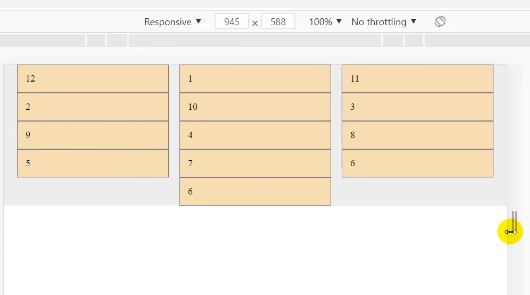 Responsive ▼ 945 × 588 100% ▼ No throttling ▼
12 1 11
2 10 3
9 4 8
5 7 6
6